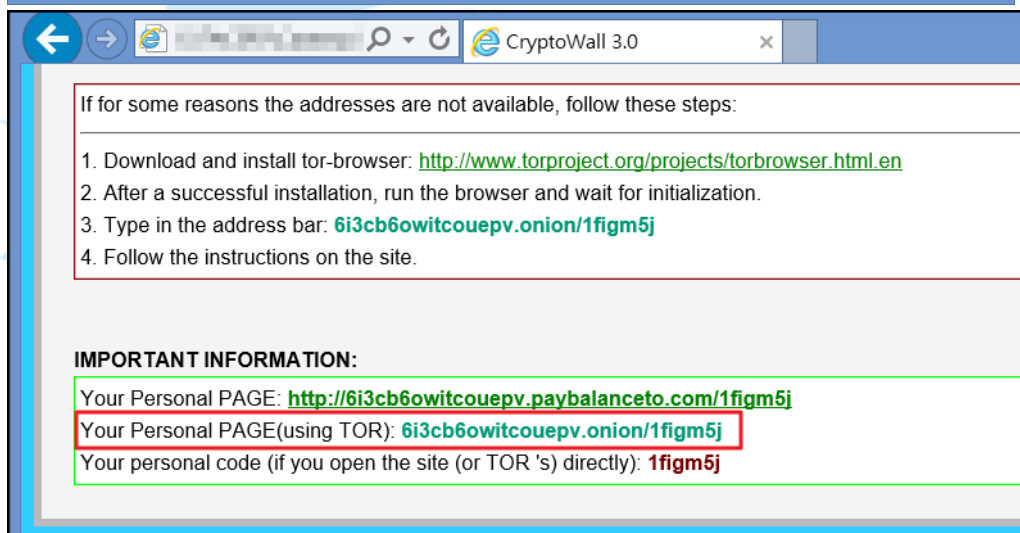 CryptoWall 3.0
If for some reasons the addresses are not available, follow these steps:
1. Download and install tor-browser: http://www.torproject.org/projects/torbrowser.html.en
2. After a successful installation, run the browser and wait for initialization.
3. Type in the address bar: 6i3cb6owitcouepv.onion/1figm5j
4. Follow the instructions on the site.
IMPORTANT INFORMATION:
Your Personal PAGE: http://6i3cb6owitcouepv.paybalanceto.com/1figm5j
Your Personal PAGE(using TOR): 6i3cb6owitcouepv.onion/1figm5j
Your personal code (if you open the site (or TOR 's) directly): 1figm5j